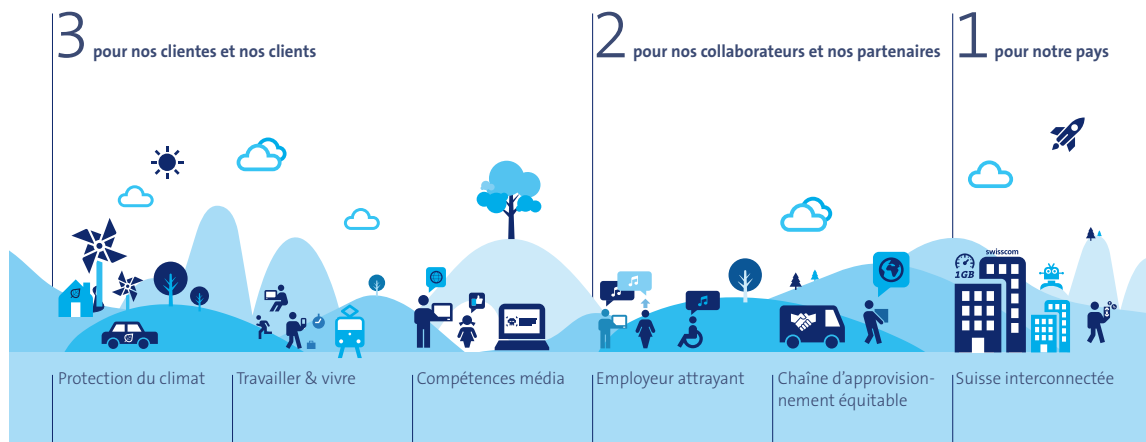 3 pour nos clientes et nos clients
2 pour nos collaborateurs et nos partenaires
1 pour notre pays
swisscom
1GB
Protection du climat
Travailler & vivre
Compétences média
Employeur attrayant
Chaîne d'approvision-
nement équitable
Suisse interconnectée